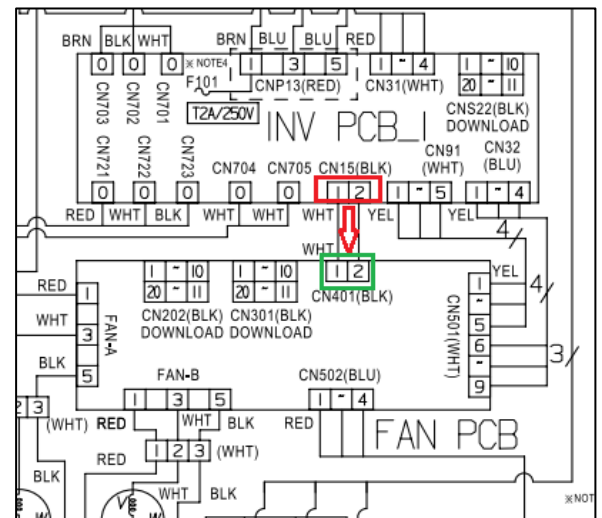 BRN BLK WHT BRN BLU BLU RED
0 0 0 ※ NOTE4 1 3 5 1 ~ 4 1 ~ 10
F101 CNP13(RED) CN31(WHT) 20 ~ 11
CN703 CN702 CN701 CNS22(BLK)
T2A/250V DOWNLOAD
INV PCB_I
CN91 CN32
(WHT) (BLU)
CN721 CN722 CN723 CN704 CN705 CN15(BLK)
0 0 0 0 0 1 2 1 ~ 5 1 ~ 4
RED WHT BLK WHT WHT WHT YEL YEL
4
WHT
RED 1 ~ 10 1 ~ 10 1 2 YEL
20 ~ 11 20 ~ 11 4
CN202(BLK) CN301(BLK) CN401(BLK)
DOWNLOAD DOWNLOAD
WHT
BLK
1 3 5
FAN-A
CN501(WHT)
1 ~ 5 6 ~ 9
3
FAN-B CN502(BLU)
1 3 5 1 ~ 4
2 3 (WHT) RED WHT BLK RED
FAN PCB
RED 1 2 3 (WHT)
BLK
WHT BLK
V W V W
※NOT